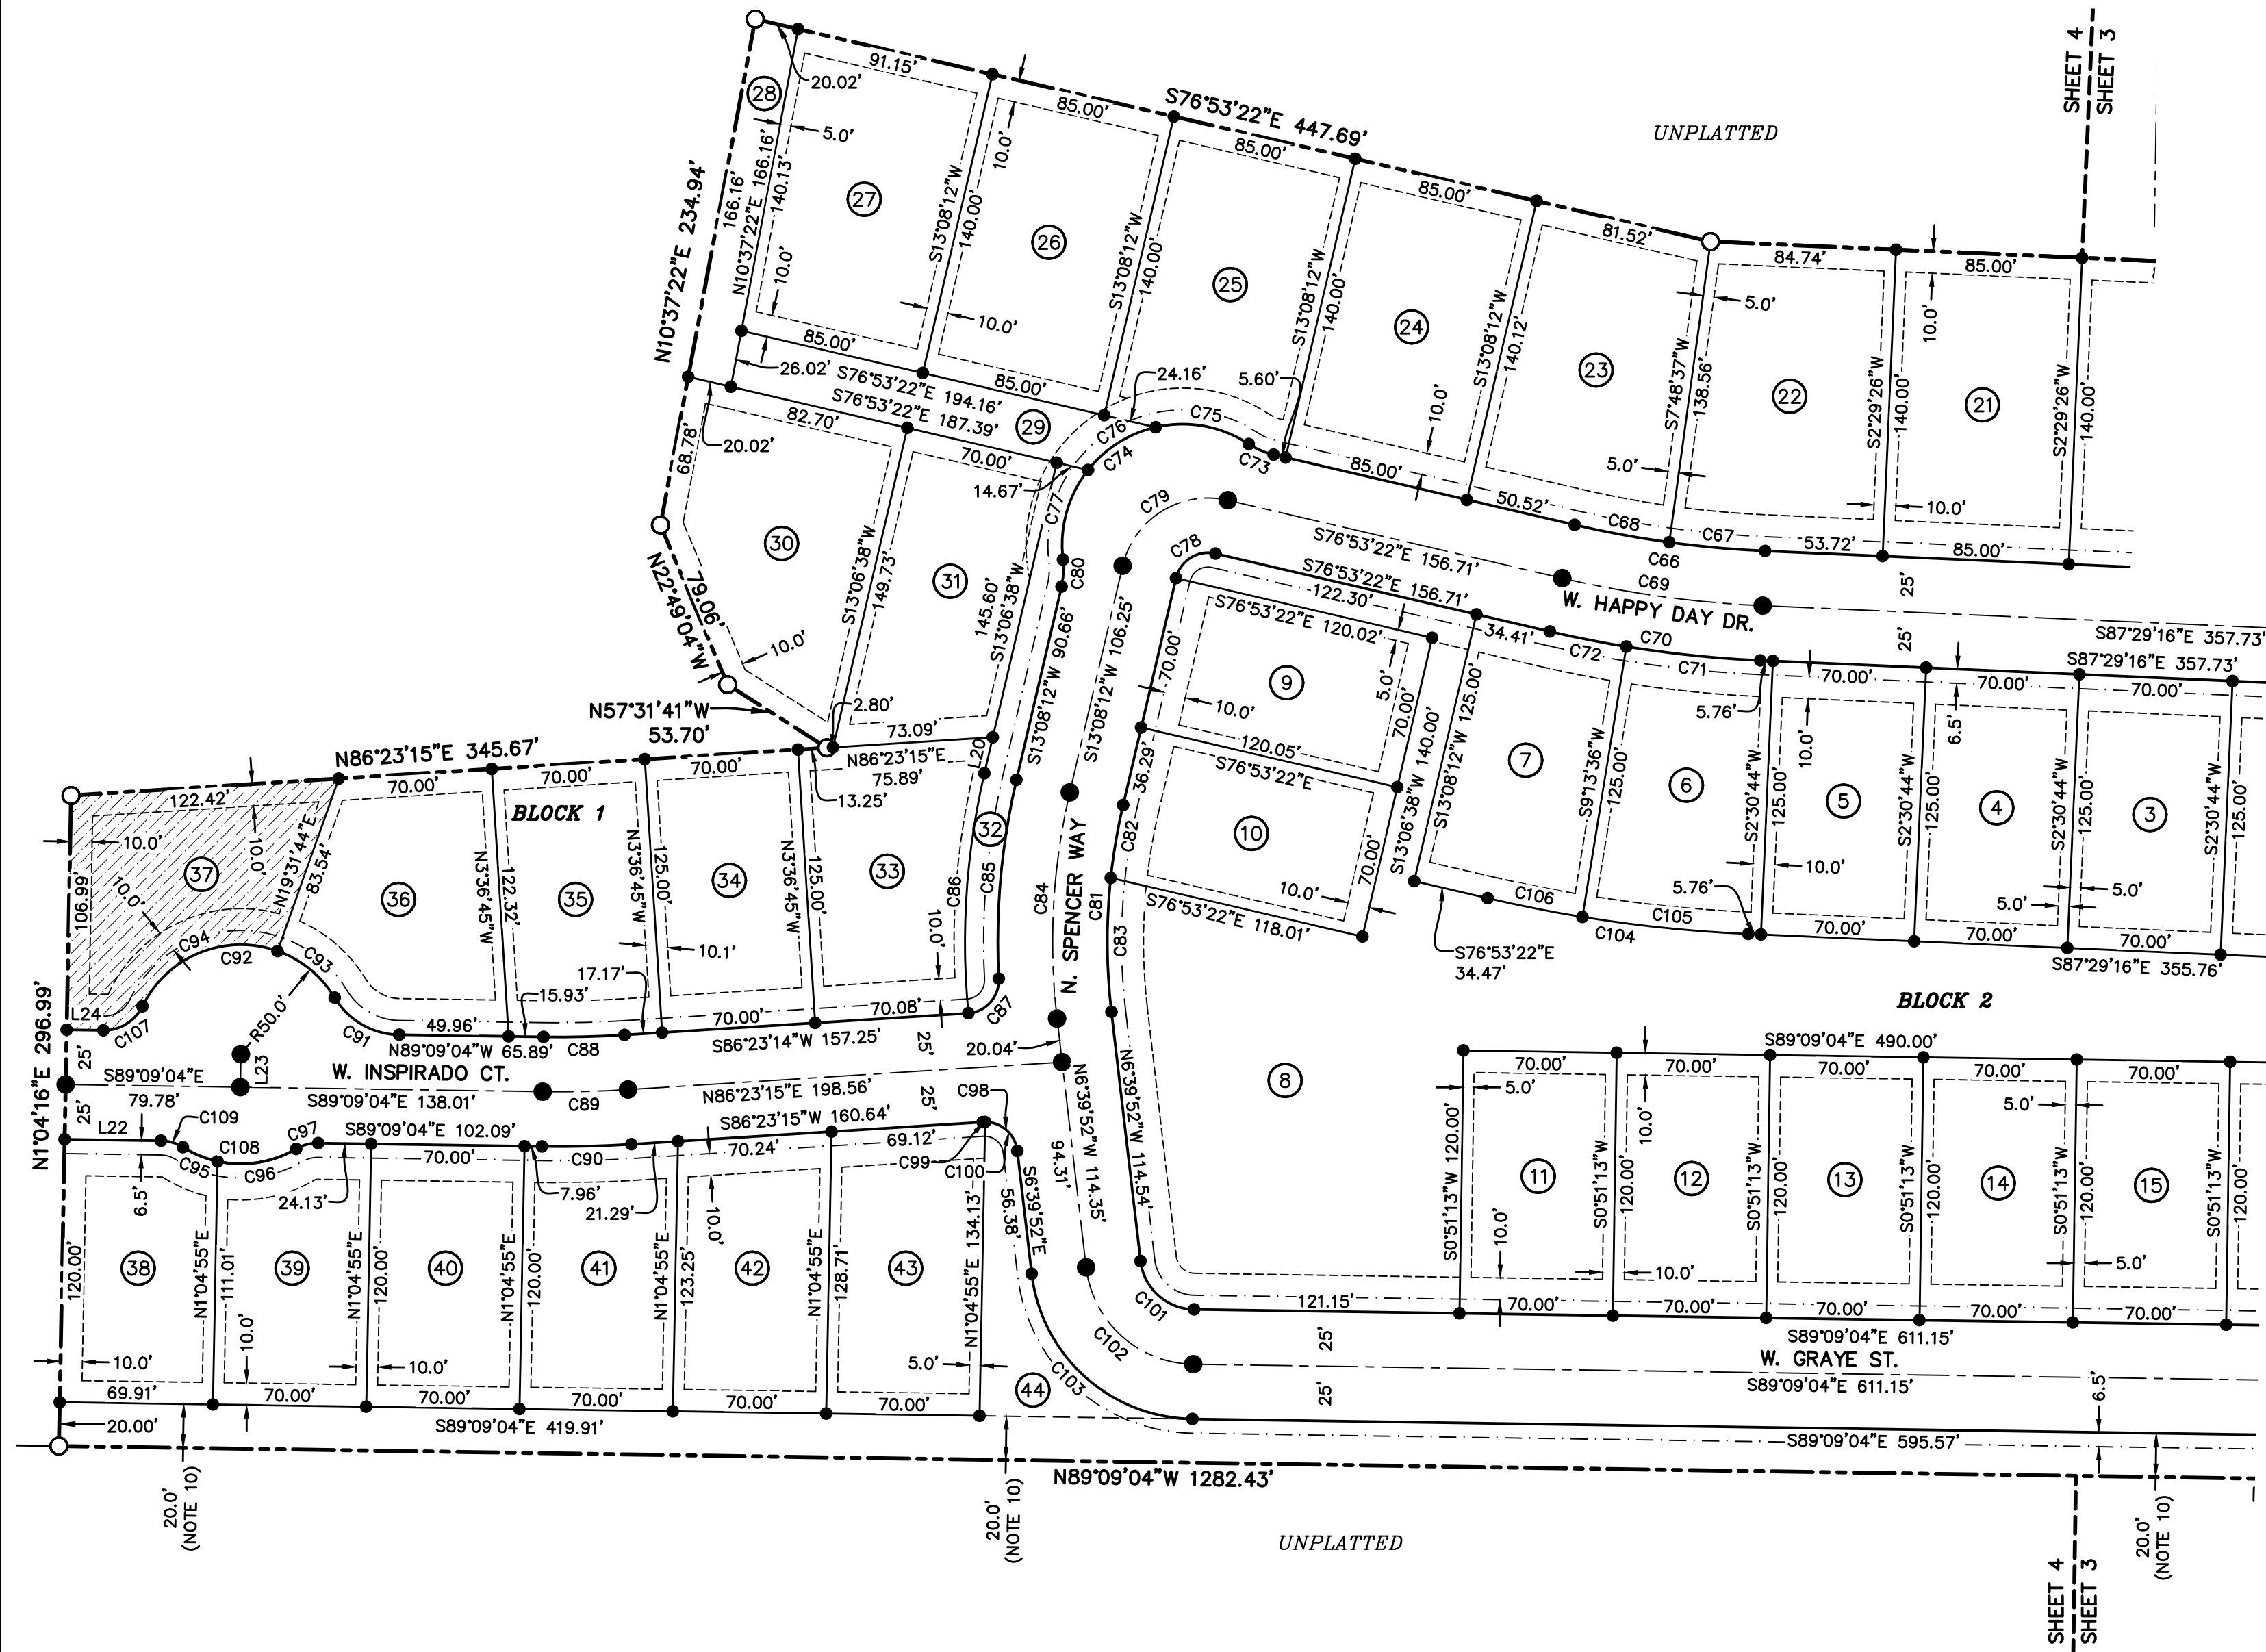 SHEET 4
SHEET 3
UNPLATTED
S76°53'22"E 447.69'
91.15'
85.00'
85.00'
85.00'
81.52'
84.74'
85.00'
20.02'
5.0'
28
27
26
25
24
23
22
21
N10°37'22"E 234.94'
166.16'
N10°37'22"E 166.16'
140.13'
10.0'
S13°08'12"W
140.00'
10.0'
10.0'
S13°08'12"W
140.00'
S13°08'12"W
140.00'
10.0'
S13°08'12"W
140.12'
S7°48'37"W
138.56'
5.0'
5.0'
S2°29'26"W
140.00'
10.0'
10.0'
S2°29'26"W
140.00'
85.00'
26.02'
S76°53'22"E 194.16'
85.00'
S76°53'22"E 187.39'
82.70'
20.02'
70.00'
29
24.16'
5.60'
C75
C76
C74
C73
14.67'
C77
85.00'
50.52'
C68
C67
C66
53.72'
85.00'
25'
68.78'
30
31
N22°49'04"W
79.06'
10.0'
S13°06'38"W
149.73'
145.60'
S13°06'38"W
C80
S13°08'12"W 90.66'
C79
C78
S76°53'22"E 156.71'
C69
W. HAPPY DAY DR.
25'
S87°29'16"E 357.73'
S87°29'16"E 357.73'
S76°53'22"E 156.71'
122.30'
S76°53'22"E 120.02'
34.41'
C72
C70
C71
5.76'
70.00'
70.00'
70.00'
6.5'
N57°31'41"W
53.70'
2.80'
73.09'
N86°23'15"E
75.89'
L20
13.25'
S13°08'12"W 106.25'
70.00'
9
10.0'
5.0'
70.00'
120.05'
S76°53'22"E
36.29'
C82
10
10.0'
70.00'
S76°53'22"E 118.01'
S13°06'38"W 140.00'
S13°08'12"W 125.00'
7
S9°13'36"W
125.00'
6
S2°30'44"W
125.00'
10.0'
10.0'
5
S2°30'44"W
125.00'
4
S2°30'44"W
125.00'
5.0'
5.0'
3
S2°30'44"W
125.00'
5.76'
C106
C105
C104
S76°53'22"E
34.47'
70.00'
70.00'
70.00'
S87°29'16"E 355.76'
BLOCK 2
N86°23'15"E 345.67'
122.42'
70.00'
70.00'
70.00'
BLOCK 1
10.0'
10.0'
10.0'
37
N19°31'44"E
83.54'
106.99'
36
N3°36'45"W
122.32'
35
N3°36'45"W
125.00'
10.1'
34
N3°36'45"W
125.00'
33
10.0'
32
C86
C85
C84
N. SPENCER WAY
C81
C83
C94
C92
C93
C91
L24
C107
R50.0'
L23
49.96'
15.93'
17.17'
C88
N89°09'04"W 65.89'
70.00'
70.08'
S86°23'14"W 157.25'
C87
25'
20.04'
N1°04'16"E 296.99'
25'
S89°09'04"E
79.78'
W. INSPIRADO CT.
S89°09'04"E 138.01'
C89
N86°23'15"E 198.56'
25'
25'
L22
C109
C108
C97
C95
C96
S89°09'04"E 102.09'
24.13'
70.00'
C90
7.96'
21.29'
S86°23'15"W 160.64'
70.24'
69.12'
C98
C99
C100
N6°39'52"W 114.35'
94.31'
S6°39'52"E
56.38'
N6°39'52"W 114.54'
8
6.5'
120.00'
38
N1°04'55"E
111.01'
10.0'
10.0'
39
N1°04'55"E
120.00'
10.0'
40
N1°04'55"E
120.00'
41
N1°04'55"E
123.25'
10.0'
42
N1°04'55"E
128.71'
43
N1°04'55"E 134.13'
5.0'
44
69.91'
70.00'
70.00'
70.00'
70.00'
70.00'
20.00'
S89°09'04"E 419.91'
20.0'
(NOTE 10)
C101
C102
C103
S89°09'04"E 490.00'
70.00'
70.00'
70.00'
70.00'
70.00'
5.0'
10.0'
5.0'
S0°51'13"W 120.00'
11
S0°51'13"W
120.00'
12
S0°51'13"W
120.00'
13
S0°51'13"W
120.00'
14
S0°51'13"W
120.00'
15
S0°51'13"W
120.00'
10.0'
10.0'
5.0'
121.15'
70.00'
70.00'
70.00'
70.00'
70.00'
S89°09'04"E 611.15'
25'
W. GRAYE ST.
S89°09'04"E 611.15'
25'
6.5'
S89°09'04"E 595.57'
N89°09'04"W 1282.43'
20.0'
(NOTE 10)
20.0'
(NOTE 10)
UNPLATTED
SHEET 4
SHEET 3